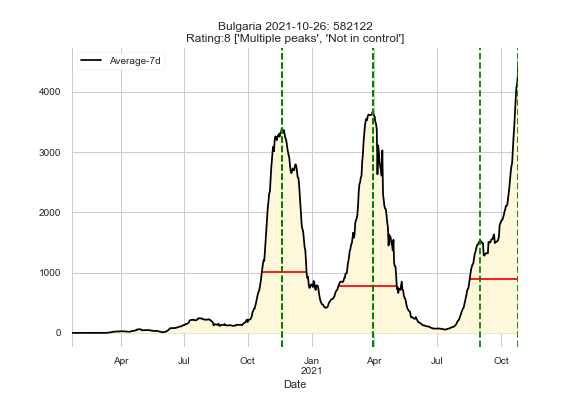 Bulgaria 2021-10-26: 582122
Rating:8 ['Multiple peaks', 'Not in control']
Average-7d
4000
3000
2000
1000
0
Apr
Jul
Oct
Jan
2021
Apr
Jul
Oct
Date